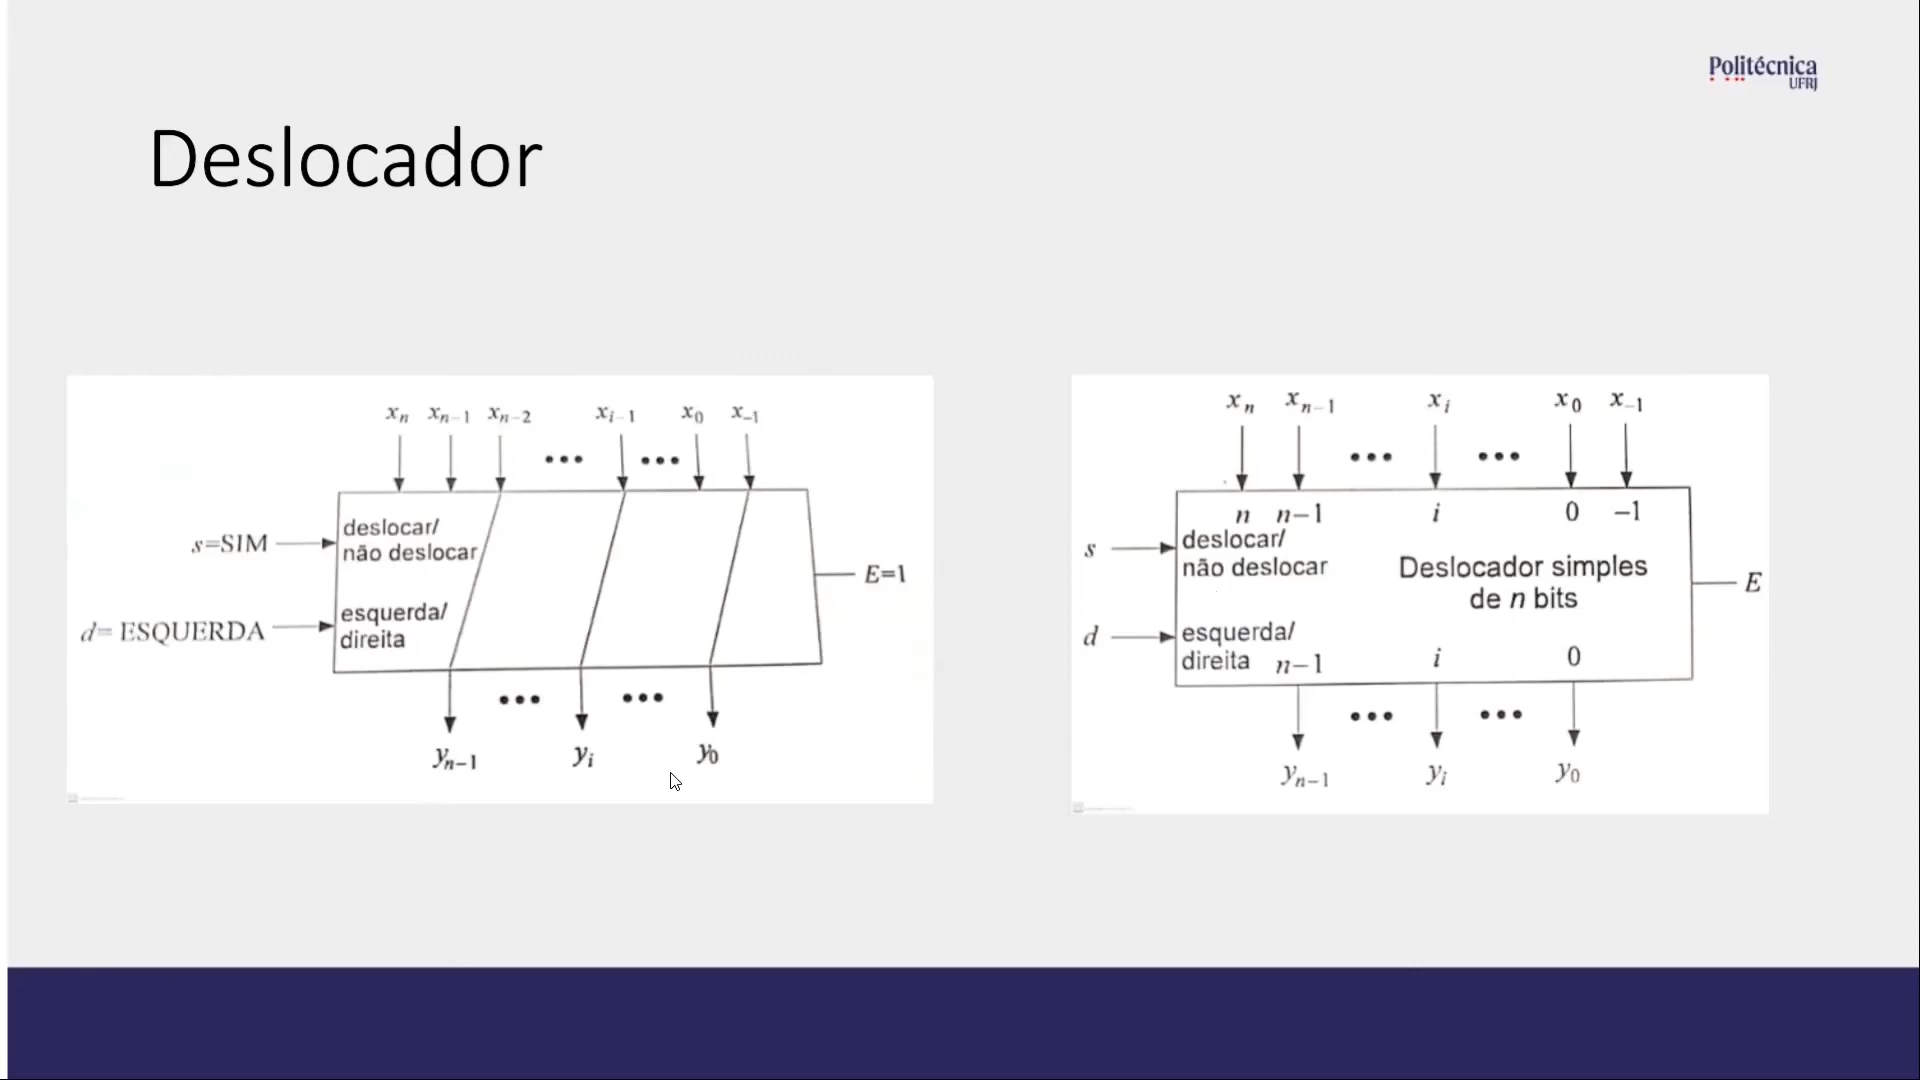 Politécnica
UFRJ
Deslocador
xₙ xₙ₋₁ xₙ₋₂ xᵢ₋₁ x₀ x₋₁
s=SIM
deslocar/
não deslocar
E=1
d= ESQUERDA
esquerda/
direita
yₙ₋₁ yᵢ y₀
xₙ xₙ₋₁ xᵢ x₀ x₋₁
n n−1 i 0 −1
s
deslocar/
não deslocar
Deslocador simples
de n bits
E
d
esquerda/
direita n−1 i 0
yₙ₋₁ yᵢ y₀